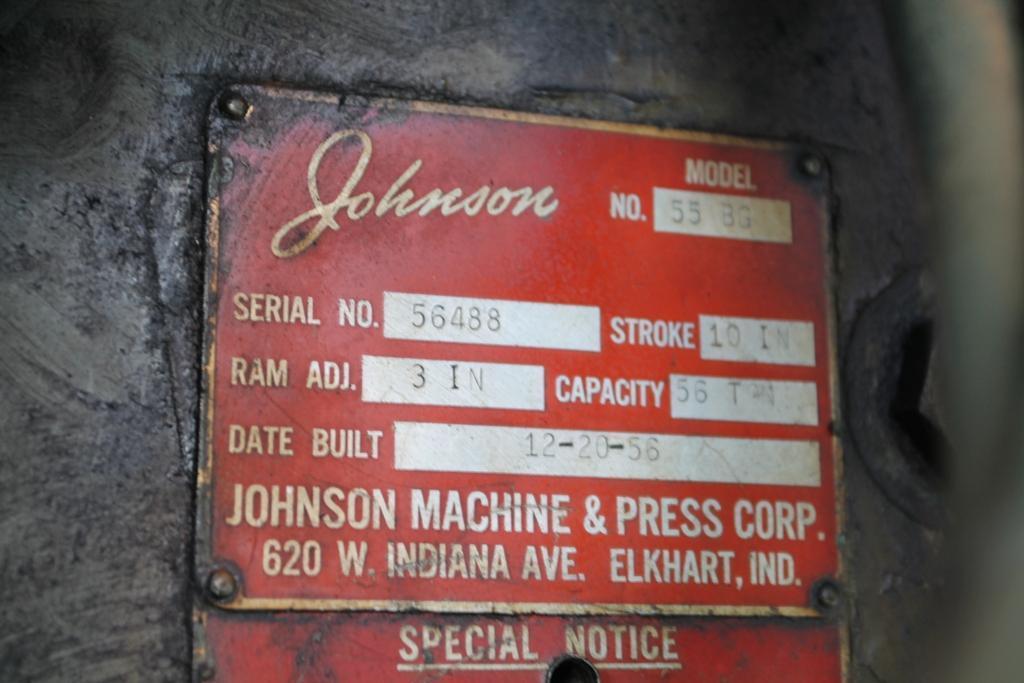 Johnson
MODEL
NO. 55 BG
SERIAL NO. 56488 STROKE 10 IN
RAM ADJ. 3 IN CAPACITY 56 TON
DATE BUILT 12-20-56
JOHNSON MACHINE & PRESS CORP.
620 W. INDIANA AVE. ELKHART, IND.
SPECIAL NOTICE